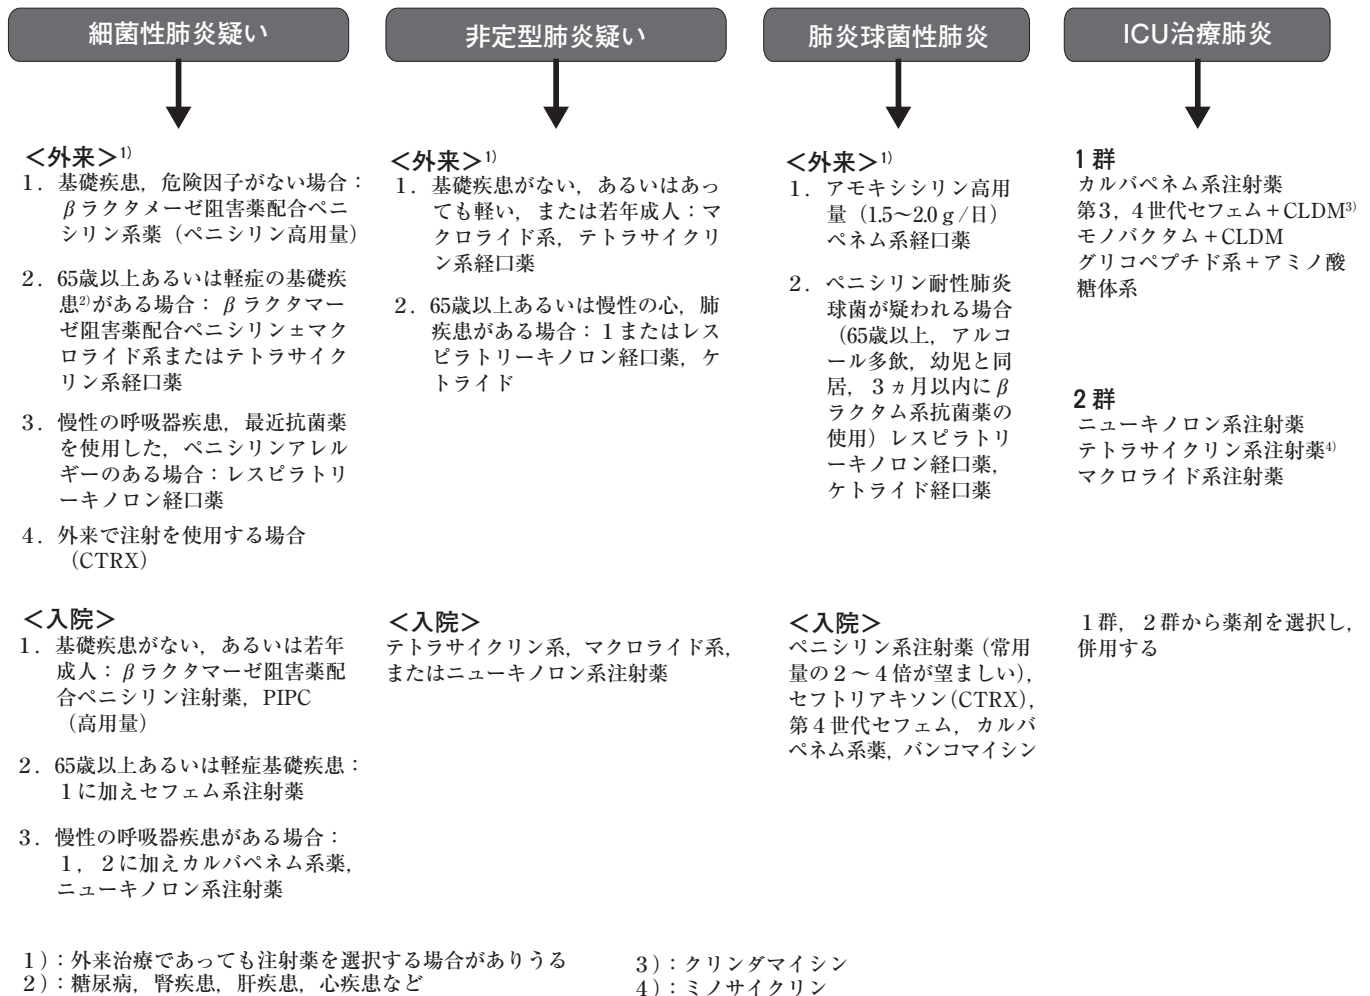 細菌性肺炎疑い
<外来>1)
1．基礎疾患，危険因子がない場合：
βラクタメーゼ阻害薬配合ペニ
シリン系薬（ペニシリン高用量）
2．65歳以上あるいは軽症の基礎疾
患2)がある場合：βラクタマー
ゼ阻害薬配合ペニシリン±マク
ロライド系またはテトラサイク
リン系経口薬
3．慢性の呼吸器疾患，最近抗菌薬
を使用した，ペニシリンアレル
ギーのある場合：レスピラトリ
ーキノロン経口薬
4．外来で注射を使用する場合
（CTRX）
<入院>
1．基礎疾患がない，あるいは若年
成人：βラクタマーゼ阻害薬配
合ペニシリン注射薬，PIPC
（高用量）
2．65歳以上あるいは軽症基礎疾患：
1に加えセフェム系注射薬
3．慢性の呼吸器疾患がある場合：
1，2に加えカルバペネム系薬，
ニューキノロン系注射薬
非定型肺炎疑い
<外来>1)
1．基礎疾患がない，あるいはあっ
ても軽い，または若年成人：マ
クロライド系，テトラサイクリ
ン系経口薬
2．65歳以上あるいは慢性の心，肺
疾患がある場合：1またはレス
ピラトリーキノロン経口薬，ケ
トライド
<入院>
テトラサイクリン系，マクロライド系，
またはニューキノロン系注射薬
肺炎球菌性肺炎
<外来>1)
1．アモキシシリン高用
量（1.5〜2.0ｇ/日）
ペネム系経口薬
2．ペニシリン耐性肺炎
球菌が疑われる場合
（65歳以上，アルコ
ール多飲，幼児と同
居，3ヵ月以内にβ
ラクタム系抗菌薬の
使用）レスピラトリ
ーキノロン経口薬，
ケトライド経口薬
<入院>
ペニシリン系注射薬（常用
量の2〜4倍が望ましい），
セフトリアキソン（CTRX），
第4世代セフェム，カルバ
ペネム系薬，バンコマイシン
ICU治療肺炎
1群
カルバペネム系注射薬
第3，4世代セフェム+CLDM3)
モノバクタム+CLDM
グリコペプチド系+アミノ酸
糖体系
2群
ニューキノロン系注射薬
テトラサイクリン系注射薬4)
マクロライド系注射薬
1群，2群から薬剤を選択し，
併用する
1）：外来治療であっても注射薬を選択する場合がありうる
2）：糖尿病，腎疾患，肝疾患，心疾患など
3）：クリンダマイシン
4）：ミノサイクリン